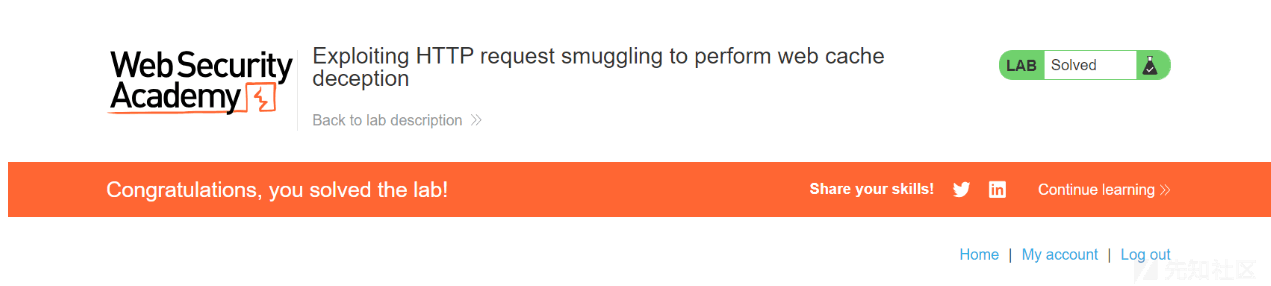 Web Security
Academy
Exploiting HTTP request smuggling to perform web cache
deception
Back to lab description
LAB Solved
Congratulations, you solved the lab!
Share your skills!
Continue learning
Home | My account | Log out
先知社区